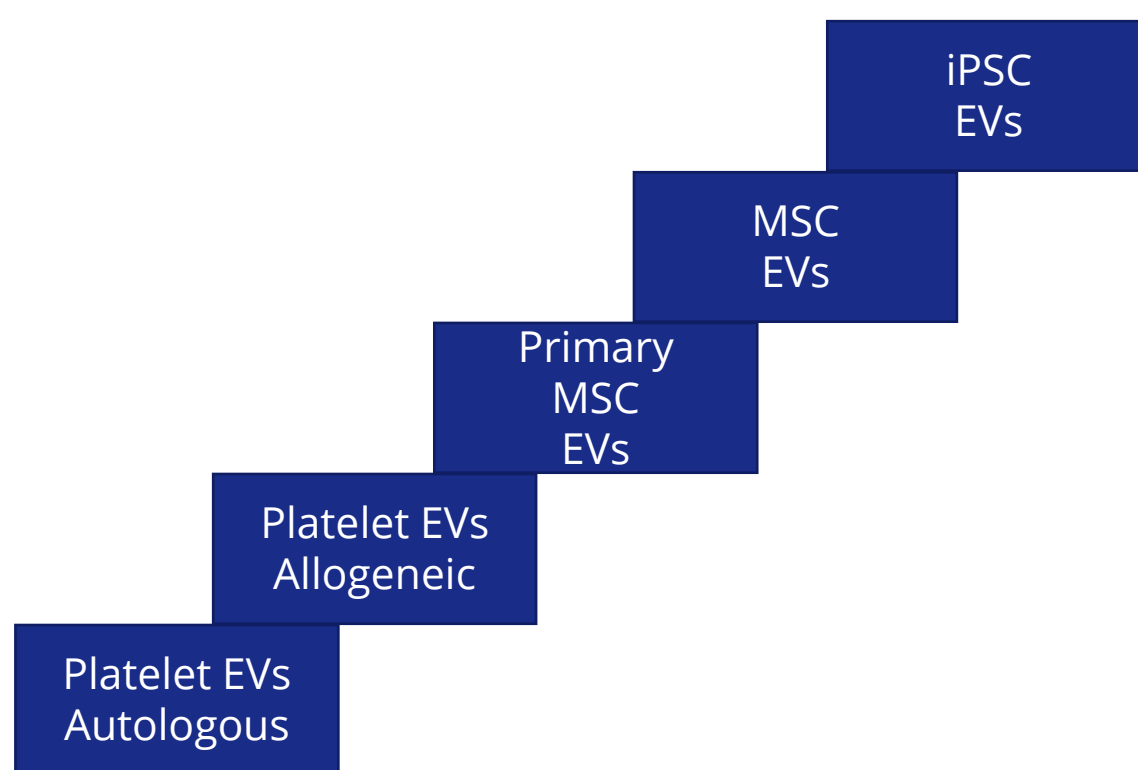 iPSC
EVs
MSC
EVs
Primary
MSC
EVs
Platelet EVs
Allogeneic
Platelet EVs
Autologous